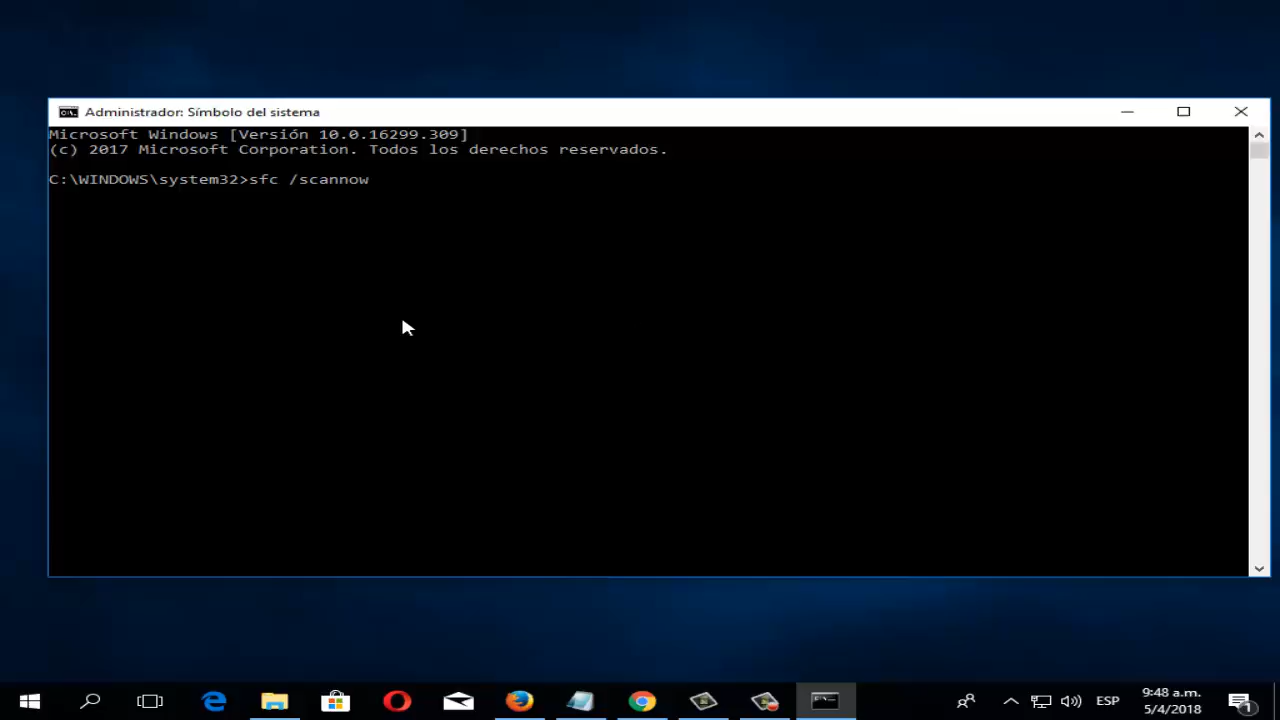 Administrador: Símbolo del sistema
Microsoft Windows [Versión 10.0.16299.309]
(c) 2017 Microsoft Corporation. Todos los derechos reservados.
C:\WINDOWS\system32>sfc /scannow
ESP
9:48 a.m.
5/4/2018
1